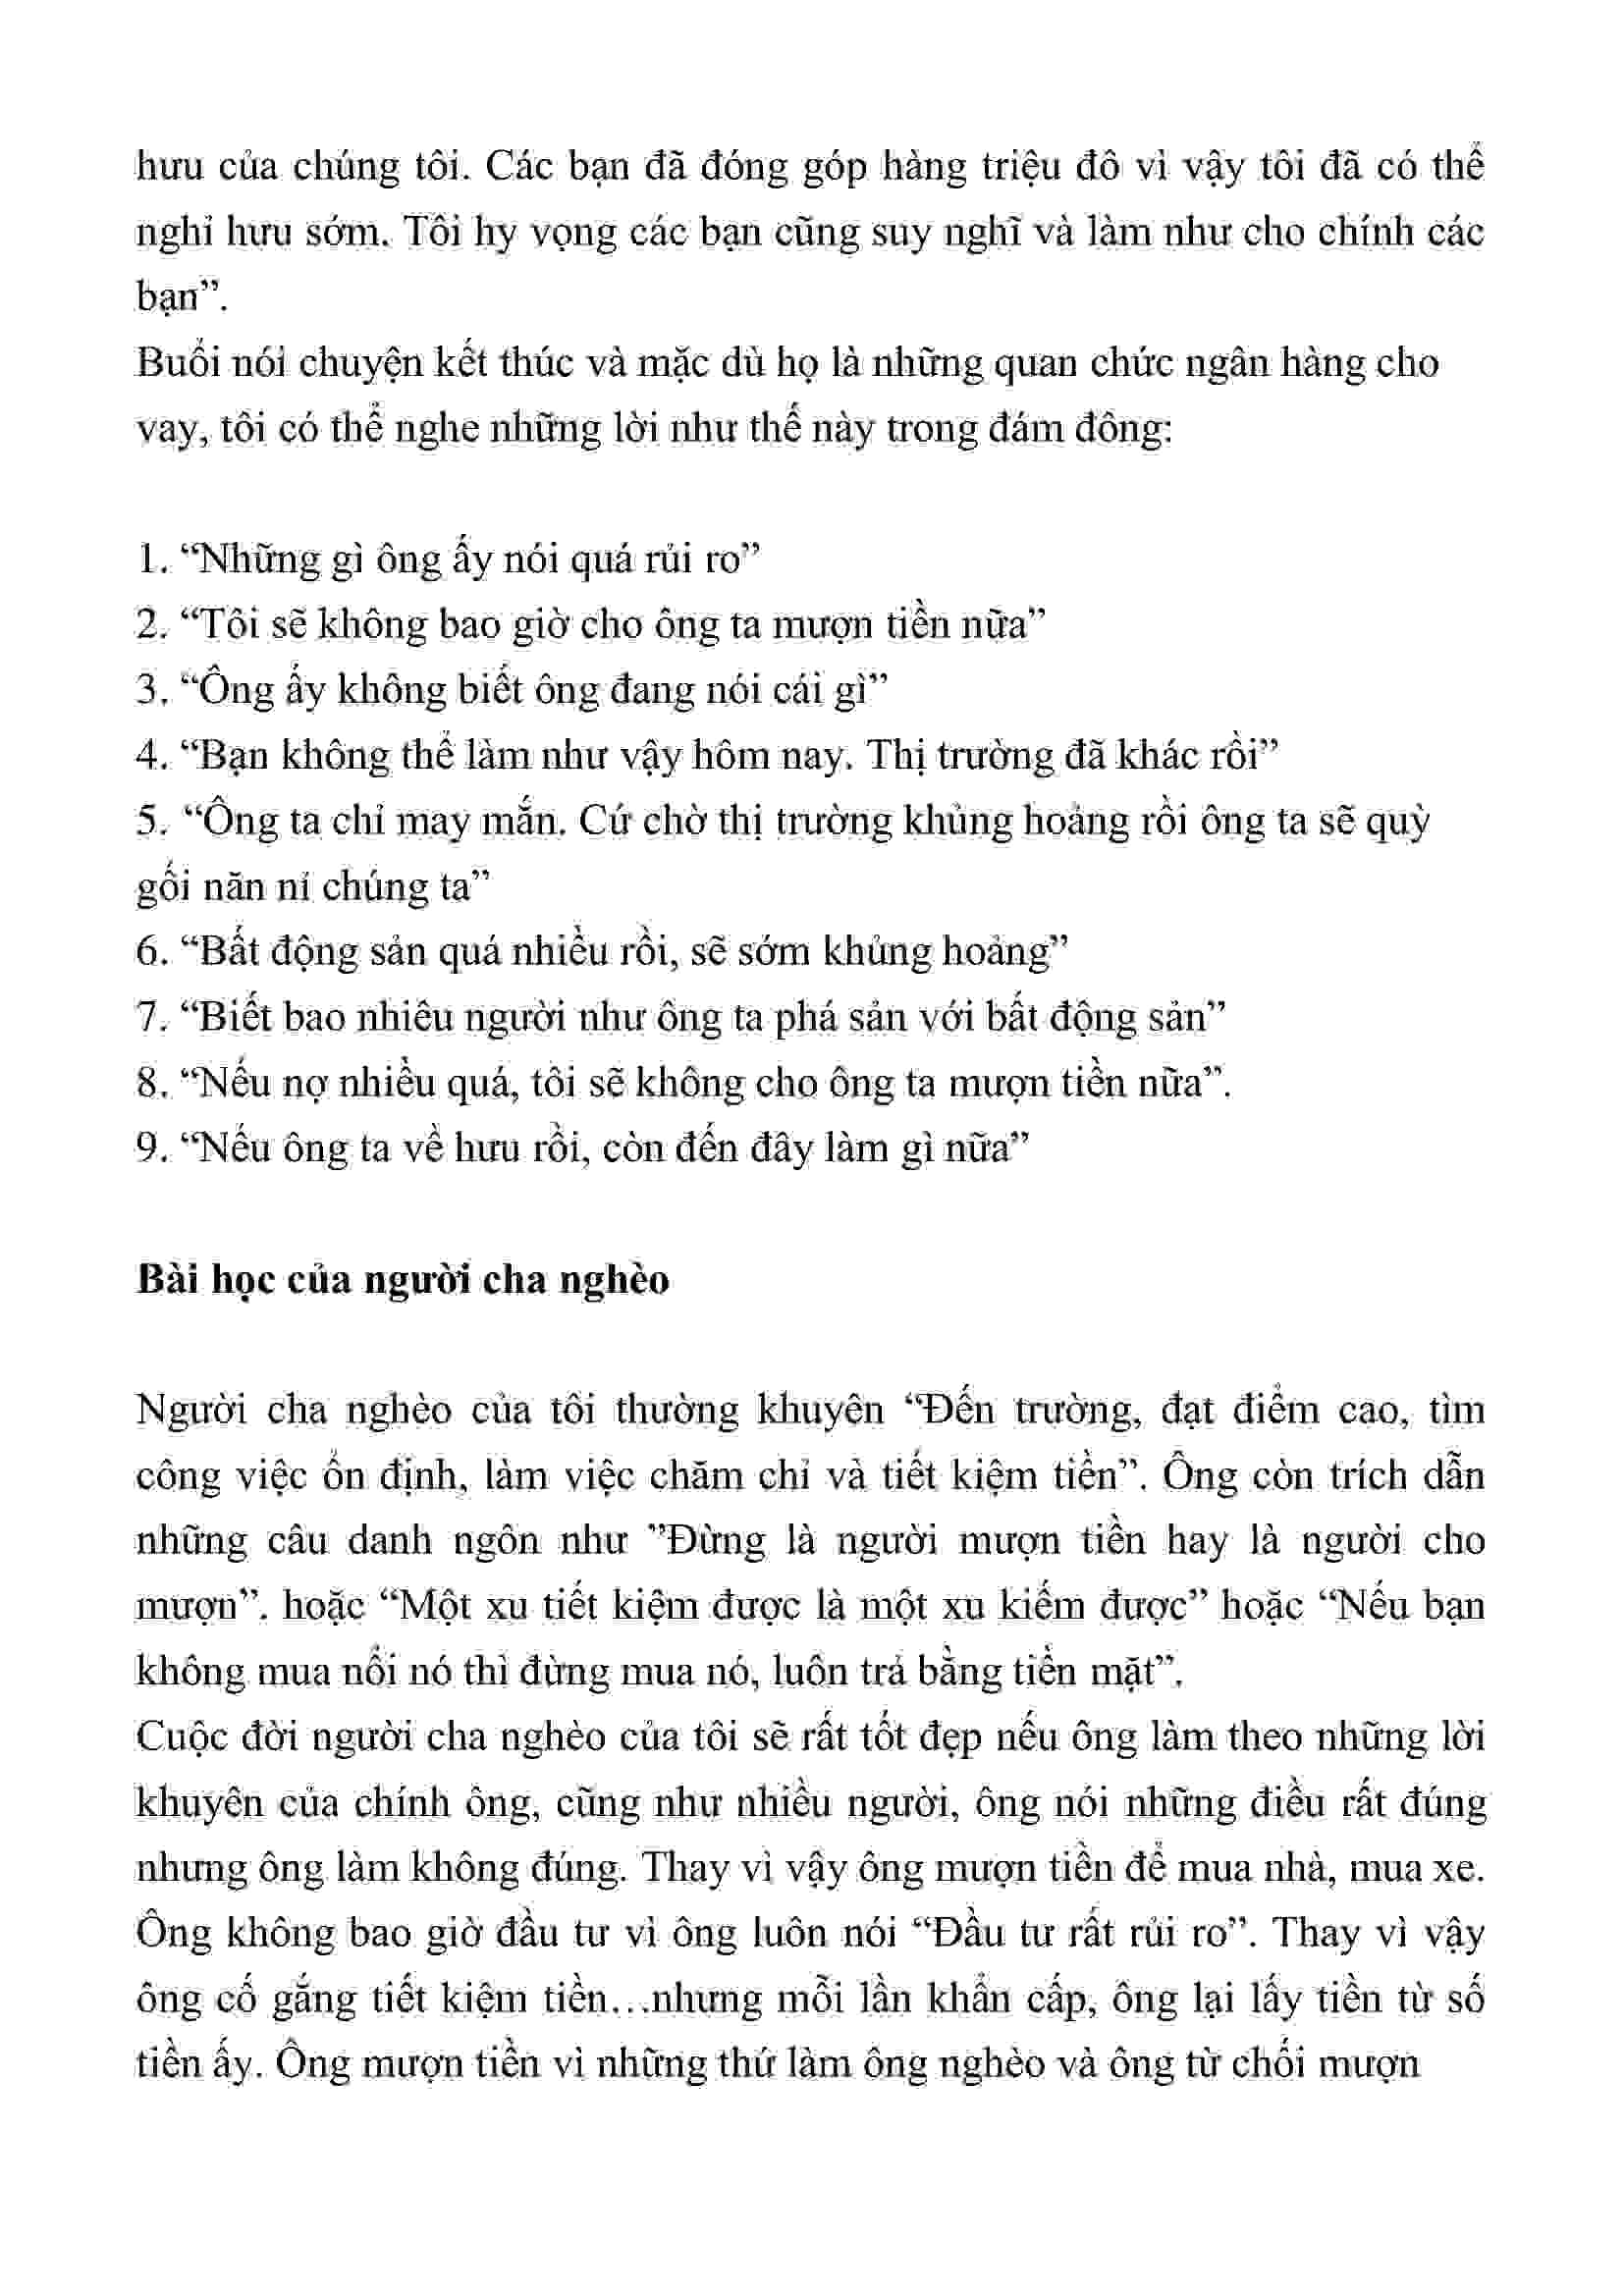 hưu của chúng tôi. Các bạn đã đóng góp hàng triệu đô vì vậy tôi đã có thể
nghỉ hưu sớm. Tôi hy vọng các bạn cũng suy nghĩ và làm như cho chính các
bạn”.
Buổi nói chuyện kết thúc và mặc dù họ là những quan chức ngân hàng cho
vay, tôi có thể nghe những lời như thế này trong đám đông:
1. “Những gì ông ấy nói quá rủi ro”
2. “Tôi sẽ không bao giờ cho ông ta mượn tiền nữa”
3. “Ông ấy không biết ông đang nói cái gì”
4. “Bạn không thể làm như vậy hôm nay. Thị trường đã khác rồi”
5. “Ông ta chỉ may mắn. Cứ chờ thị trường khủng hoảng rồi ông ta sẽ quỳ
gối năn nỉ chúng ta”
6. “Bất động sản quá nhiều rồi, sẽ sớm khủng hoảng”
7. “Biết bao nhiêu người như ông ta phá sản với bất động sản”
8. “Nếu nợ nhiều quá, tôi sẽ không cho ông ta mượn tiền nữa”.
9. “Nếu ông ta về hưu rồi, còn đến đây làm gì nữa”
Bài học của người cha nghèo
Người cha nghèo của tôi thường khuyên “Đến trường, đạt điểm cao, tìm
công việc ổn định, làm việc chăm chỉ và tiết kiệm tiền”. Ông còn trích dẫn
những câu danh ngôn như ”Đừng là người mượn tiền hay là người cho
mượn”. hoặc “Một xu tiết kiệm được là một xu kiếm được” hoặc “Nếu bạn
không mua nổi nó thì đừng mua nó, luôn trả bằng tiền mặt”.
Cuộc đời người cha nghèo của tôi sẽ rất tốt đẹp nếu ông làm theo những lời
khuyên của chính ông, cũng như nhiều người, ông nói những điều rất đúng
nhưng ông làm không đúng. Thay vì vậy ông mượn tiền để mua nhà, mua xe.
Ông không bao giờ đầu tư vì ông luôn nói “Đầu tư rất rủi ro”. Thay vì vậy
ông cố gắng tiết kiệm tiền…nhưng mỗi lần khẩn cấp, ông lại lấy tiền từ số
tiền ấy. Ông mượn tiền vì những thứ làm ông nghèo và ông từ chối mượn